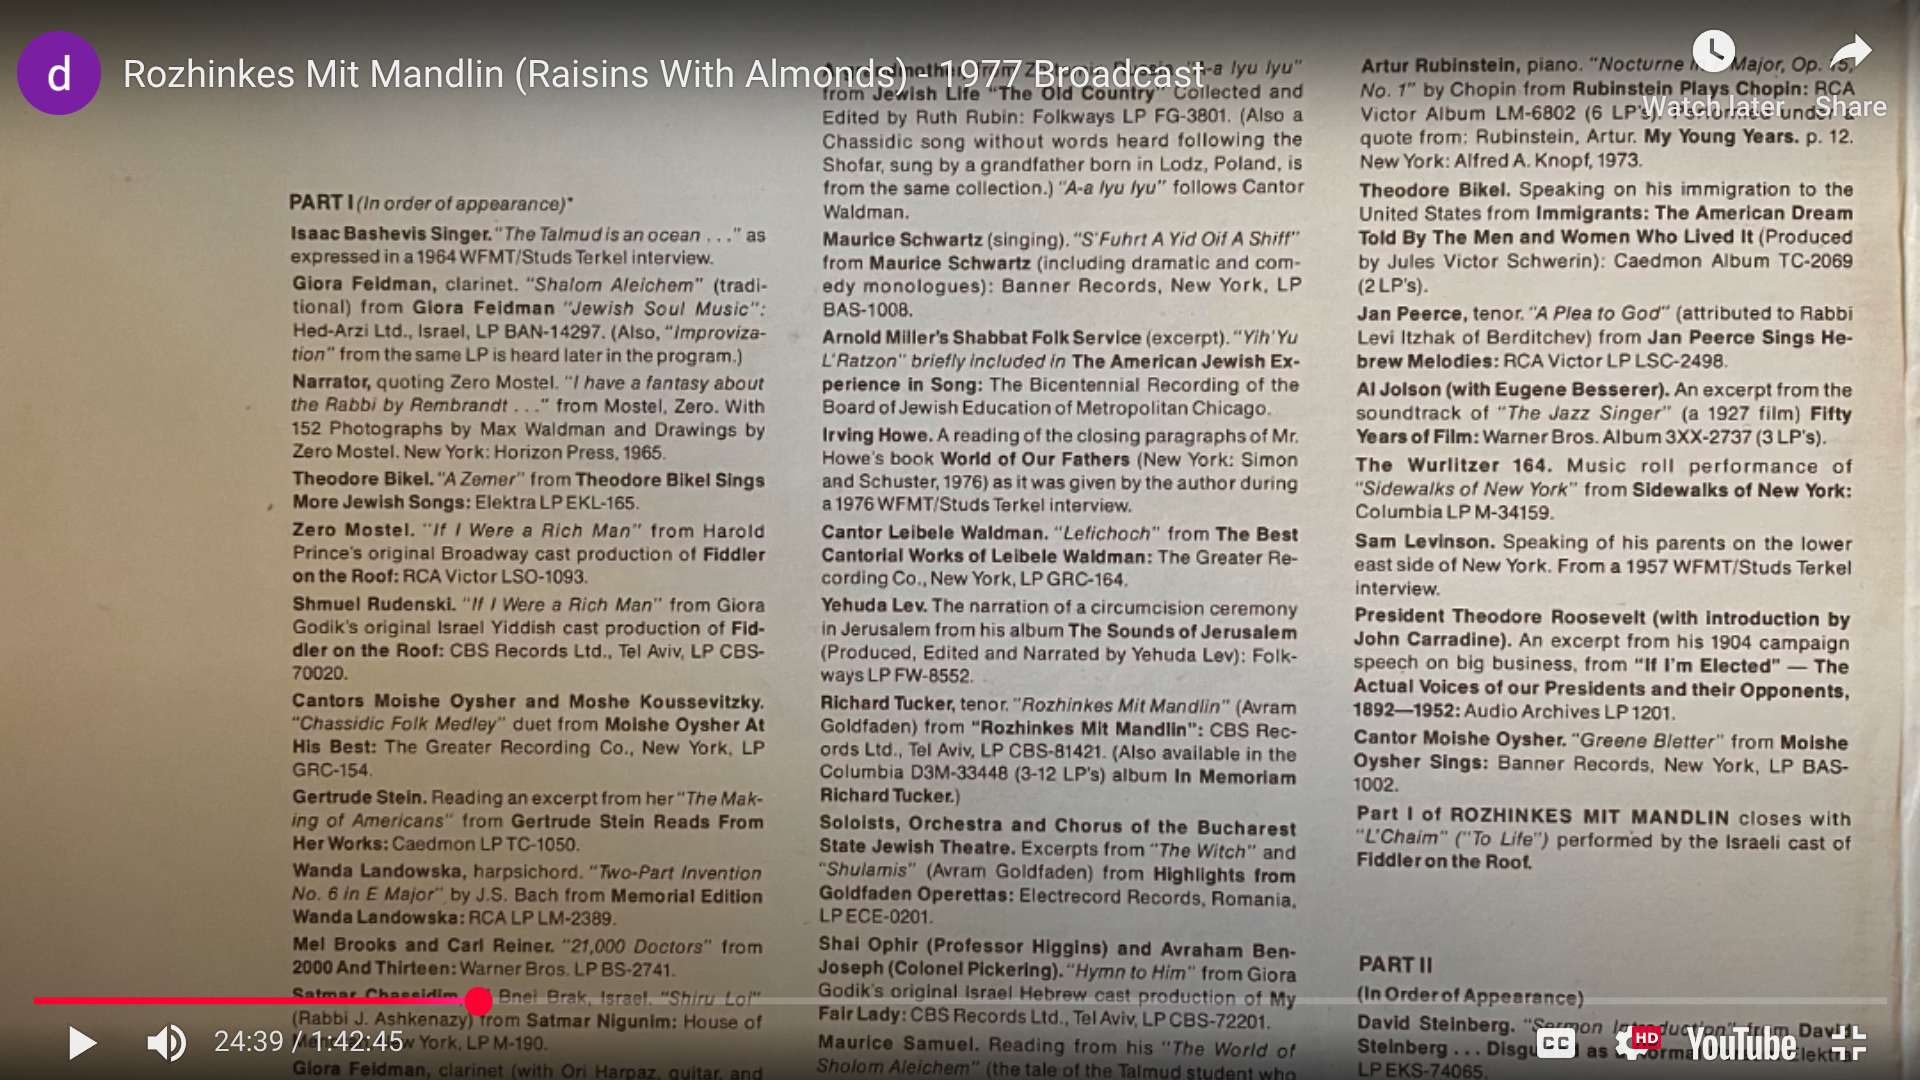 d
Rozhinkes Mit Mandlin (Raisins With Almonds) - 1977 Broadcast
Watch later
Share
PART I (In order of appearance)*
Isaac Bashevis Singer. "The Talmud is an ocean . . ." as
expressed in a 1964 WFMT/Studs Terkel interview.
Giora Feldman, clarinet. "Shalom Aleichem" (tradi-
tional) from Giora Feidman "Jewish Soul Music":
Hed-Arzi Ltd., Israel, LP BAN-14297. (Also, "Improviza-
tion" from the same LP is heard later in the program.)
Narrator, quoting Zero Mostel. "I have a fantasy about
the Rabbi by Rembrandt . . ." from Mostel, Zero. With
152 Photographs by Max Waldman and Drawings by
Zero Mostel. New York: Horizon Press, 1965.
Theodore Bikel. "A Zemer" from Theodore Bikel Sings
More Jewish Songs: Elektra LP EKL-165.
Zero Mostel. "If I Were a Rich Man" from Harold
Prince's original Broadway cast production of Fiddler
on the Roof: RCA Victor LSO-1093.
Shmuel Rudenski. "If I Were a Rich Man" from Giora
Godik's original Israel Yiddish cast production of Fid-
dler on the Roof: CBS Records Ltd., Tel Aviv, LP CBS-
70020.
Cantors Moishe Oysher and Moshe Koussevitzky.
"Chassidic Folk Medley" duet from Moishe Oysher At
His Best: The Greater Recording Co., New York, LP
GRC-154.
Gertrude Stein. Reading an excerpt from her "The Mak-
ing of Americans" from Gertrude Stein Reads From
Her Works: Caedmon LP TC-1050.
Wanda Landowska, harpsichord. "Two-Part Invention
No. 6 in E Major" by J.S. Bach from Memorial Edition
Wanda Landowska: RCA LP LM-2389.
Mel Brooks and Carl Reiner. "21,000 Doctors" from
2000 And Thirteen: Warner Bros. LP BS-2741.
Satmar Chassidim, Bnei Brak, Israel. "Shiru Loi"
(Rabbi J. Ashkenazy) from Satmar Nigunim: House of
York, LP M-190.
Giora Feldman, clarinet (with Ori Harpaz, guitar, and
"A-a lyu lyu"
from Jewish Life "The Old Country" Collected and
Edited by Ruth Rubin: Folkways LP FG-3801. (Also a
Chassidic song without words heard following the
Shofar, sung by a grandfather born in Lodz, Poland, is
from the same collection.) "A-a lyu lyu" follows Cantor
Waldman.
Maurice Schwartz (singing). "S'Fuhrt A Yid Oif A Shiff"
from Maurice Schwartz (including dramatic and com-
edy monologues): Banner Records, New York, LP
BAS-1008.
Arnold Miller's Shabbat Folk Service (excerpt). "Yih'Yu
L'Ratzon" briefly included in The American Jewish Ex-
perience in Song: The Bicentennial Recording of the
Board of Jewish Education of Metropolitan Chicago.
Irving Howe. A reading of the closing paragraphs of Mr.
Howe's book World of Our Fathers (New York: Simon
and Schuster, 1976) as it was given by the author during
a 1976 WFMT/Studs Terkel interview.
Cantor Leibele Waldman. "Lefichoch" from The Best
Cantorial Works of Leibele Waldman: The Greater Re-
cording Co., New York, LP GRC-164.
Yehuda Lev. The narration of a circumcision ceremony
in Jerusalem from his album The Sounds of Jerusalem
(Produced, Edited and Narrated by Yehuda Lev): Folk-
ways LP FW-8552.
Richard Tucker, tenor. "Rozhinkes Mit Mandlin" (Avram
Goldfaden) from "Rozhinkes Mit Mandlin": CBS Rec-
ords Ltd., Tel Aviv, LP CBS-81421. (Also available in the
Columbia D3M-33448 (3-12 LP's) album In Memoriam
Richard Tucker.)
Soloists, Orchestra and Chorus of the Bucharest
State Jewish Theatre. Excerpts from "The Witch" and
"Shulamis" (Avram Goldfaden) from Highlights from
Goldfaden Operettas: Electrecord Records, Romania,
LP ECE-0201.
Shai Ophir (Professor Higgins) and Avraham Ben-
Joseph (Colonel Pickering). "Hymn to Him" from Giora
Godik's original Israel Hebrew cast production of My
Fair Lady: CBS Records Ltd., Tel Aviv, LP CBS-72201.
Maurice Samuel. Reading from his "The World of
Sholom Aleichem" (the tale of the Talmud student who
Artur Rubinstein, piano. "Nocturne in Major, Op. 15,
No. 1" by Chopin from Rubinstein Plays Chopin: RCA
Victor Album LM-6802 (6 LP's). Performed under a
quote from: Rubinstein, Artur. My Young Years. p. 12.
New York: Alfred A. Knopf, 1973.
Theodore Bikel. Speaking on his immigration to the
United States from Immigrants: The American Dream
Told By The Men and Women Who Lived It (Produced
by Jules Victor Schwerin): Caedmon Album TC-2069
(2 LP's).
Jan Peerce, tenor. "A Plea to God" (attributed to Rabbi
Levi Itzhak of Berditchev) from Jan Peerce Sings He-
brew Melodies: RCA Victor LP LSC-2498.
Al Jolson (with Eugene Besserer). An excerpt from the
soundtrack of "The Jazz Singer" (a 1927 film) Fifty
Years of Film: Warner Bros. Album 3XX-2737 (3 LP's).
The Wurlitzer 164. Music roll performance of
"Sidewalks of New York" from Sidewalks of New York:
Columbia LP M-34159.
Sam Levinson. Speaking of his parents on the lower
east side of New York. From a 1957 WFMT/Studs Terkel
interview.
President Theodore Roosevelt (with introduction by
John Carradine). An excerpt from his 1904 campaign
speech on big business, from "If I'm Elected" — The
Actual Voices of our Presidents and their Opponents,
1892—1952: Audio Archives LP 1201.
Cantor Moishe Oysher. "Greene Bletter" from Moishe
Oysher Sings: Banner Records, New York, LP BAS-
1002.
Part I of ROZHINKES MIT MANDLIN closes with
"L'Chaim" ("To Life") performed by the Israeli cast of
Fiddler on the Roof.
PART II
(In Order of Appearance)
David Steinberg. "Sermon Introduction" from David
Steinberg . . . Disguised as a Normal Elektra
LP EKS-74065.
24:39 / 1:42:45
CC
HD
YouTube